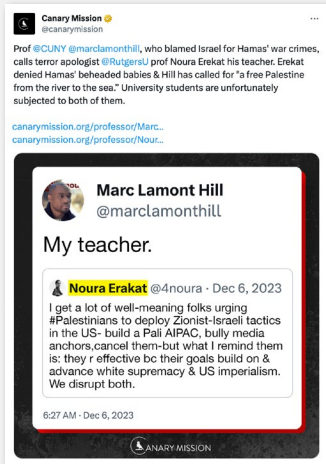 Canary Mission
@canarymission
Prof @CUNY @marclamonthill, who blamed Israel for Hamas' war crimes,
calls terror apologist @RutgersU prof Noura Erekat his teacher. Erekat
denied Hamas' beheaded babies & Hill has called for "a free Palestine
from the river to the sea." University students are unfortunately
subjected to both of them.
canarymission.org/professor/Marc...
canarymission.org/professor/Nour...
Marc Lamont Hill
@marclamonthill
My teacher.
Noura Erakat @4noura · Dec 6, 2023
I get a lot of well-meaning folks urging
#Palestinians to deploy Zionist-Israeli tactics
in the US- build a Pali AIPAC, bully media
anchors,cancel them-but what I remind them
is: they r effective bc their goals build on &
advance white supremacy & US imperialism.
We disrupt both.
6:27 AM · Dec 6, 2023
CANARY MISSION